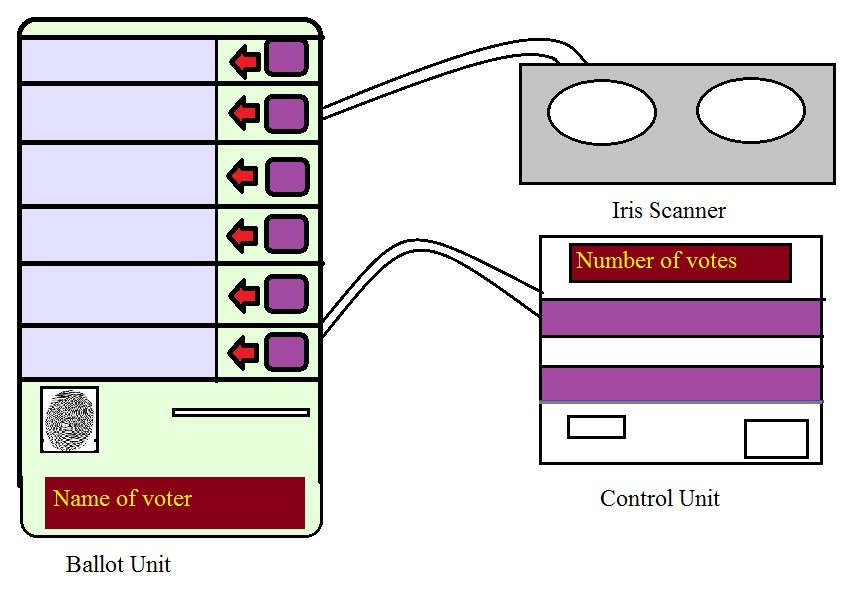 Iris Scanner
Number of votes
Name of voter
Control Unit
Ballot Unit